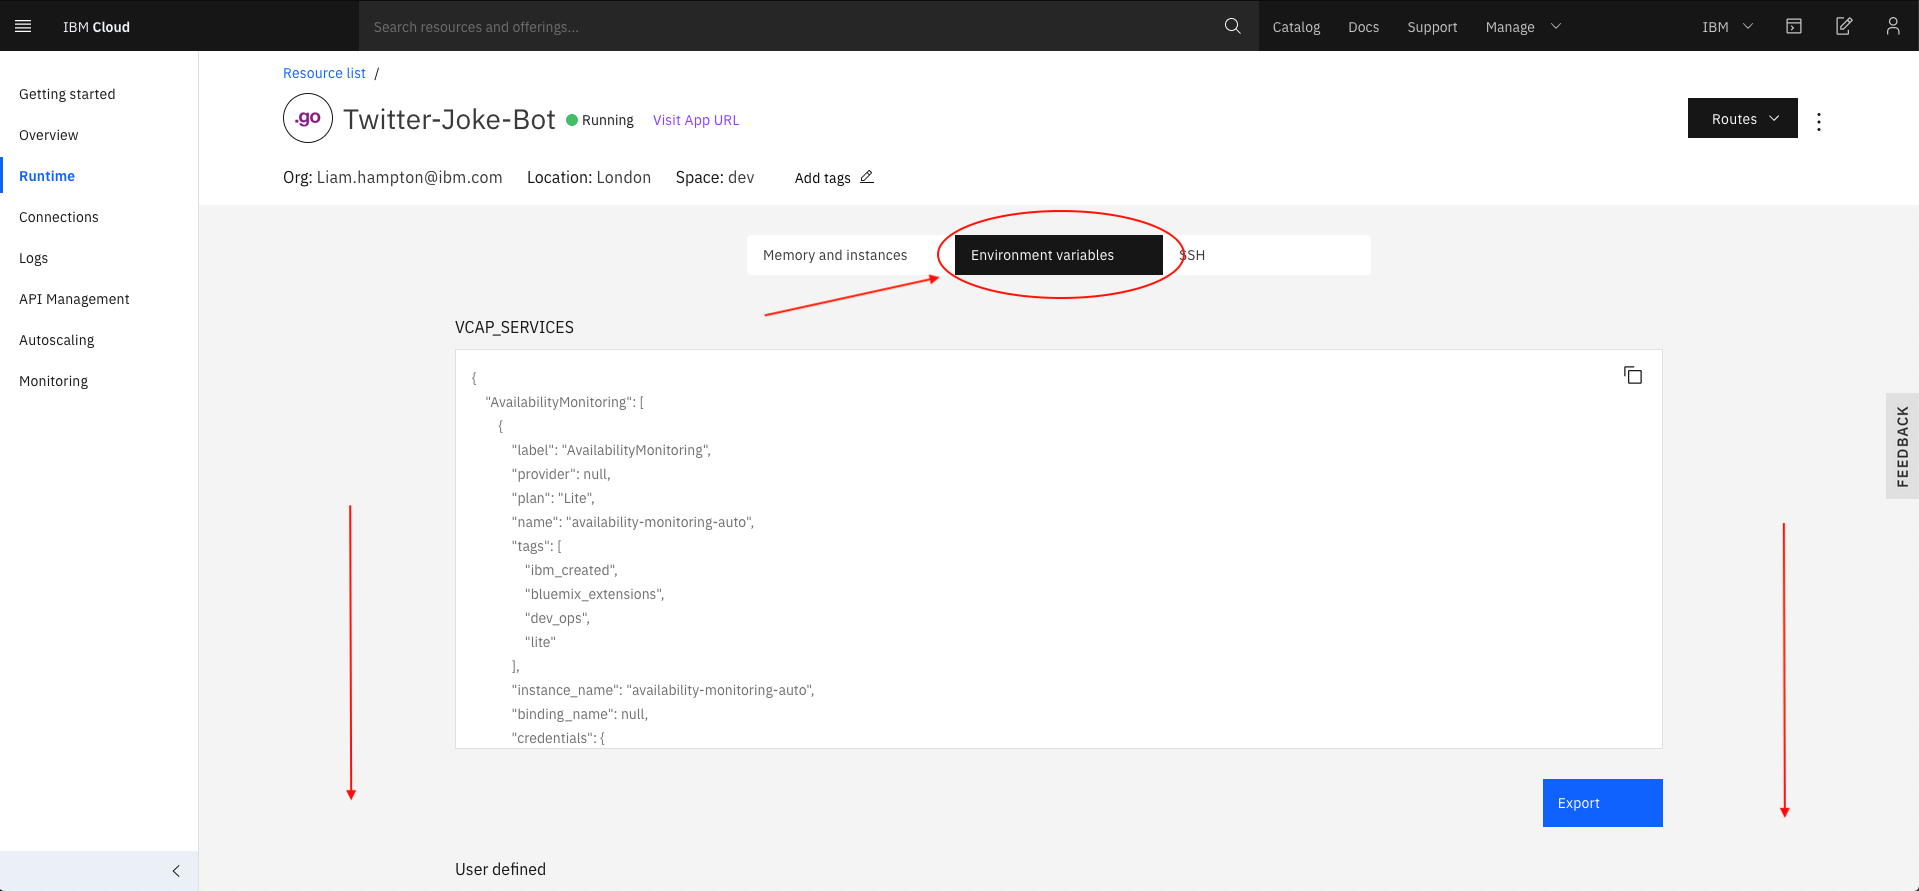 IBM Cloud
Search resources and offerings...
Catalog
Docs
Support
Manage
IBM
Getting started
Overview
Runtime
Connections
Logs
API Management
Autoscaling
Monitoring
Resource list /
.go
Twitter-Joke-Bot
Running
Visit App URL
Routes
Org: Liam.hampton@ibm.com
Location: London
Space: dev
Add tags
Memory and instances
Environment variables
SSH
VCAP_SERVICES
{
"AvailabilityMonitoring": [
{
"label": "AvailabilityMonitoring",
"provider": null,
"plan": "Lite",
"name": "availability-monitoring-auto",
"tags": [
"ibm_created",
"bluemix_extensions",
"dev_ops",
"lite"
],
"instance_name": "availability-monitoring-auto",
"binding_name": null,
"credentials": {
Export
User defined
FEEDBACK